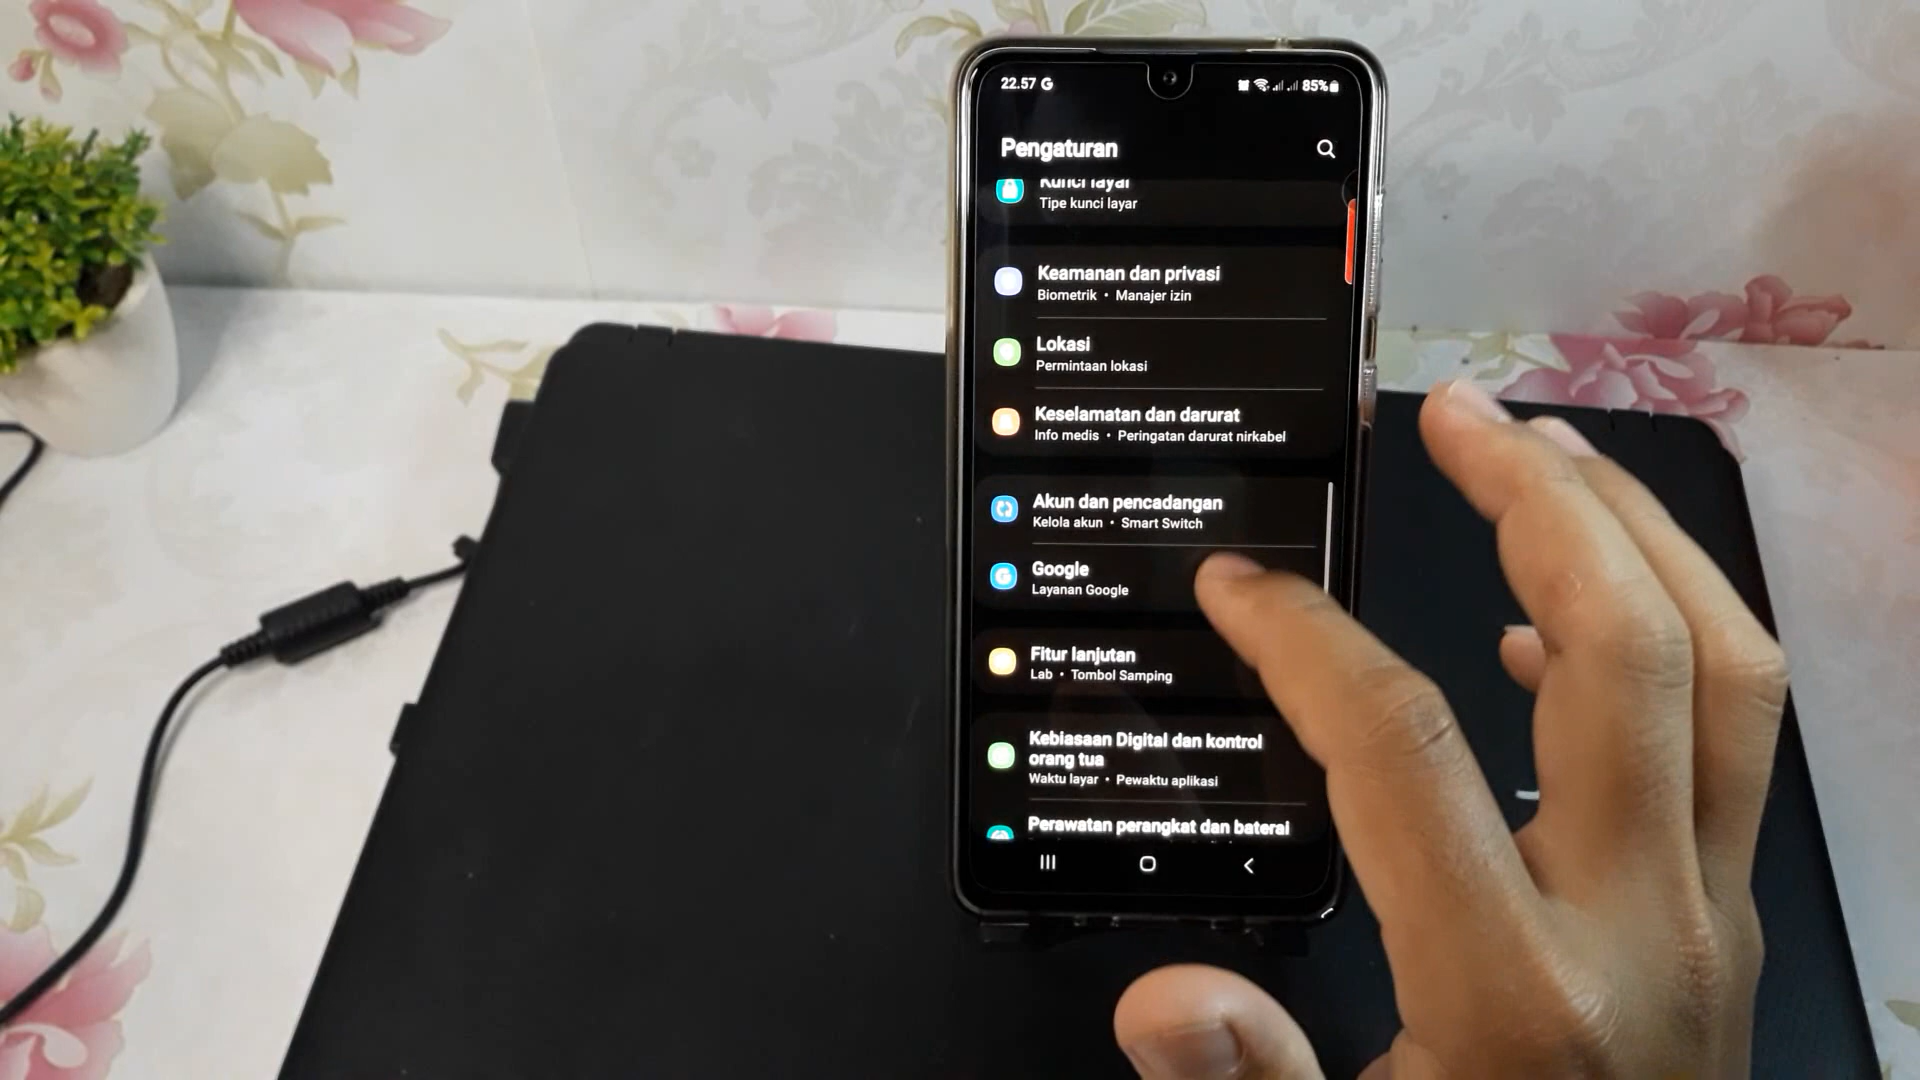 22.57 G
85%
Pengaturan
Kunci layar
Tipe kunci layar
Keamanan dan privasi
Biometrik • Manajer izin
Lokasi
Permintaan lokasi
Keselamatan dan darurat
Info medis • Peringatan darurat nirkabel
Akun dan pencadangan
Kelola akun • Smart Switch
Google
Layanan Google
Fitur lanjutan
Lab • Tombol Samping
Kebiasaan Digital dan kontrol
orang tua
Waktu layar • Pewaktu aplikasi
Perawatan perangkat dan baterai